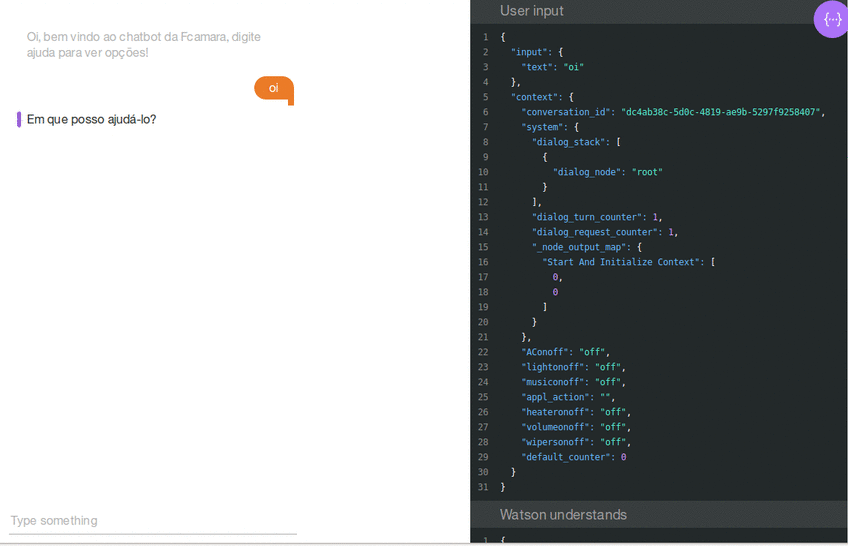 Oi, bem vindo ao chatbot da Fcamara, digite
ajuda para ver opções!
oi
Em que posso ajudá-lo?
Type something
User input
{···}
1 {
2 "input": {
3 "text": "oi"
4 },
5 "context": {
6 "conversation_id": "dc4ab38c-5d0c-4819-ae9b-5297f9258407",
7 "system": {
8 "dialog_stack": [
9 {
10 "dialog_node": "root"
11 }
12 ],
13 "dialog_turn_counter": 1,
14 "dialog_request_counter": 1,
15 "_node_output_map": {
16 "Start And Initialize Context": [
17 0,
18 0
19 ]
20 }
21 },
22 "AConoff": "off",
23 "lightonoff": "off",
24 "musiconoff": "off",
25 "appl_action": "",
26 "heateronoff": "off",
27 "volumeonoff": "off",
28 "wipersonoff": "off",
29 "default_counter": 0
30 }
31 }
Watson understands
1 {